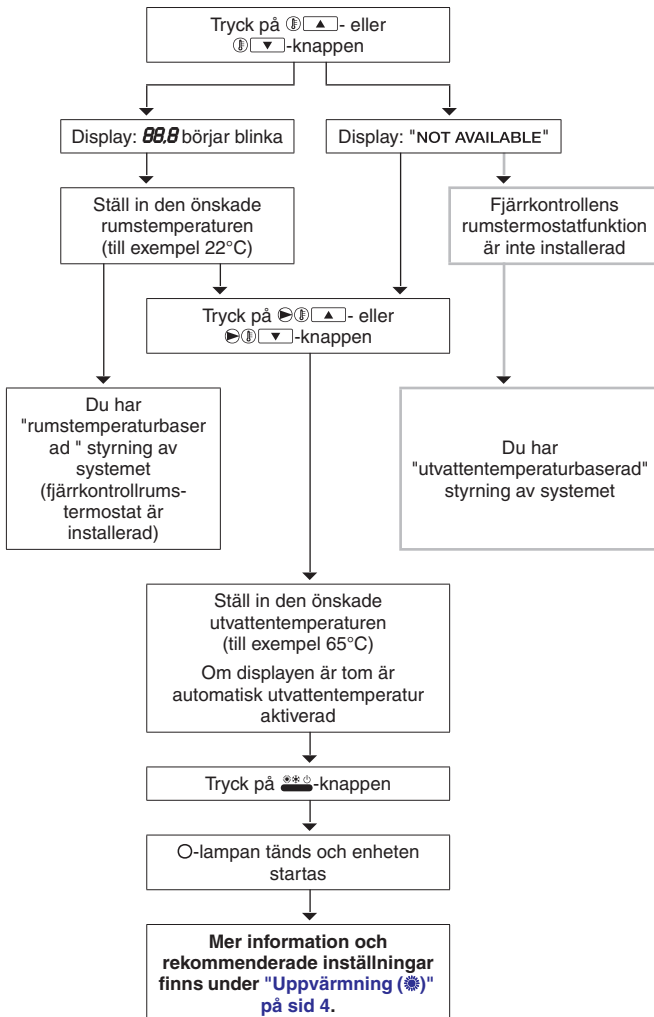 Tryck på ▲ - eller
▼ -knappen
Display: 88,8 börjar blinka
Display: "NOT AVAILABLE"
Ställ in den önskade
rumstemperaturen
(till exempel 22°C)
Fjärrkontrollens
rumstermostatfunktion
är inte installerad
Tryck på ▲ - eller
▼ -knappen
Du har
"rumstemperaturbaser
ad " styrning av
systemet
(fjärrkontrollrums-
termostat är
installerad)
Du har
"utvattentemperaturbaserad"
styrning av systemet
Ställ in den önskade
utvattentemperaturen
(till exempel 65°C)
Om displayen är tom är
automatisk utvattentemperatur
aktiverad
Tryck på -knappen
O-lampan tänds och enheten
startas
Mer information och
rekommenderade inställningar
finns under "Uppvärmning (☀)"
på sid 4.